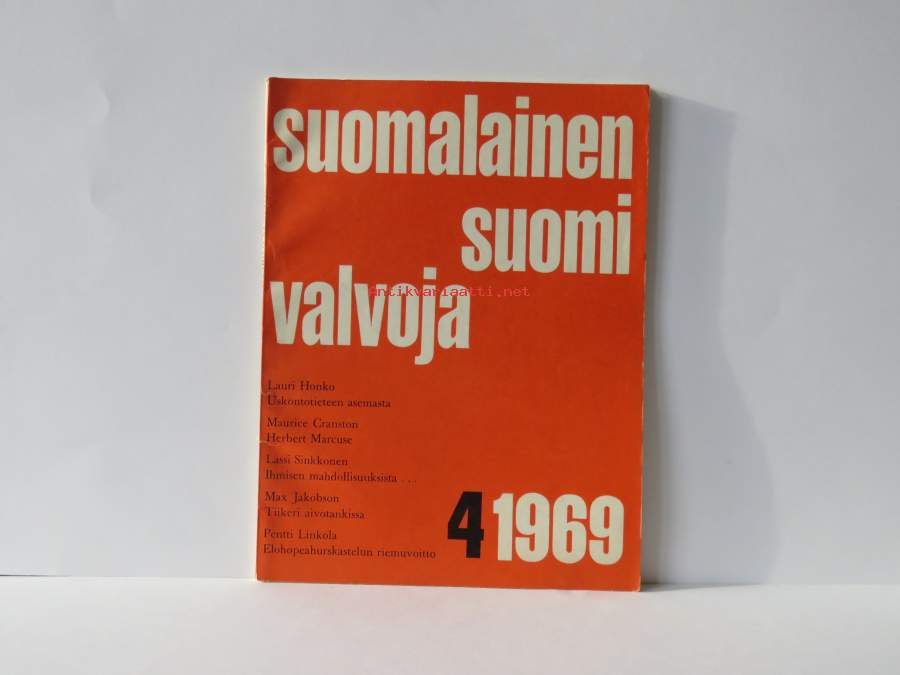 suomalainen
suomi
valvoja
antikvariaatti.net
Lauri Honko
Uskontotieteen asemasta
Maurice Cranston
Herbert Marcuse
Lassi Sinkkonen
Ihmisen mahdollisuuksista . . .
Max Jakobson
Tiikeri aivotankissa
Pentti Linkola
Elohopeahurskastelun riemuvoitto
4 1969